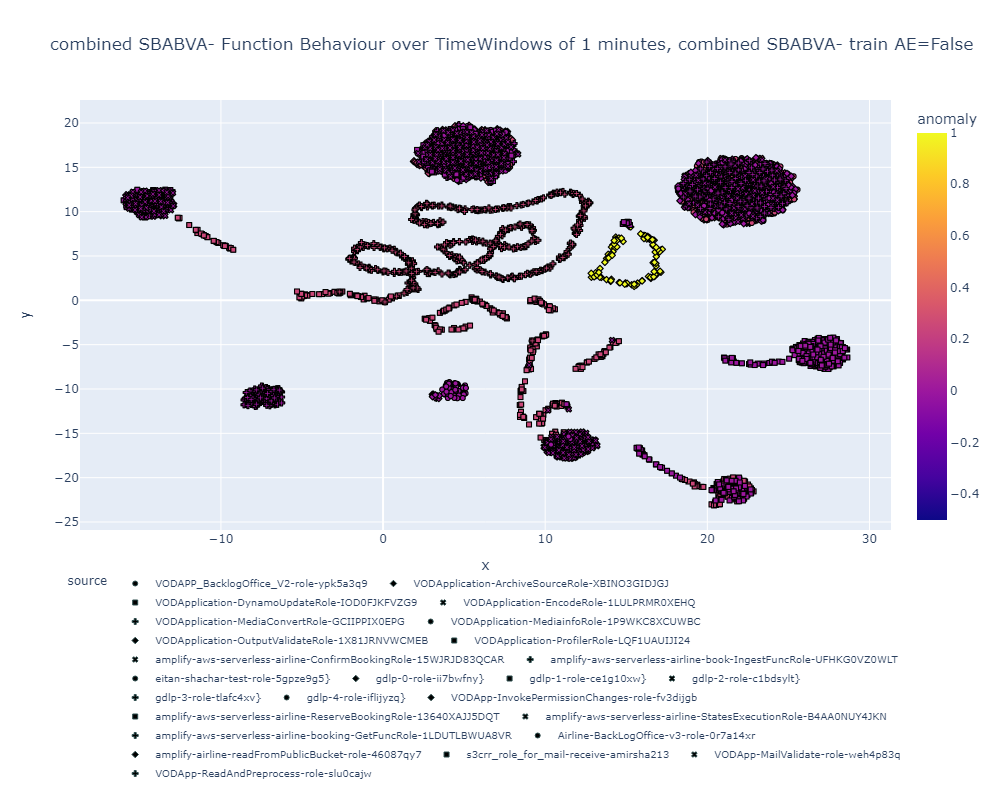 combined SBABVA- Function Behaviour over TimeWindows of 1 minutes, combined SBABVA- train AE=False
anomaly
1
0.8
0.6
0.4
0.2
0
−0.2
−0.4
20
15
10
5
0
−5
−10
−15
−20
−25
y
−10
0
10
20
30
x
source
VODAPP_BacklogOffice_V2-role-ypk5a3q9 VODApplication-ArchiveSourceRole-XBINO3GIDJGJ
VODApplication-DynamoUpdateRole-IOD0FJKFVZG9 VODApplication-EncodeRole-1LULPRMR0XEHQ
VODApplication-MediaConvertRole-GCIIPPIX0EPG VODApplication-MediainfoRole-1P9WKC8XCUWBC
VODApplication-OutputValidateRole-1X81JRNVWCMEB VODApplication-ProfilerRole-LQF1UAUIJI24
amplify-aws-serverless-airline-ConfirmBookingRole-15WJRJD83QCAR amplify-aws-serverless-airline-book-IngestFuncRole-UFHKG0VZ0WLT
eitan-shachar-test-role-5gpze9g5} gdlp-0-role-ii7bwfny} gdlp-1-role-ce1g10xw} gdlp-2-role-c1bdsylt}
gdlp-3-role-tlafc4xv} gdlp-4-role-iflijyzq} VODApp-InvokePermissionChanges-role-fv3dijgb
amplify-aws-serverless-airline-ReserveBookingRole-13640XAJJ5DQT amplify-aws-serverless-airline-StatesExecutionRole-B4AA0NUY4JKN
amplify-aws-serverless-airline-booking-GetFuncRole-1LDUTLBWUA8VR Airline-BackLogOffice-v3-role-0r7a14xr
amplify-airline-readFromPublicBucket-role-46087qy7 s3crr_role_for_mail-receive-amirsha213 VODApp-MailValidate-role-weh4p83q
VODApp-ReadAndPreprocess-role-slu0cajw